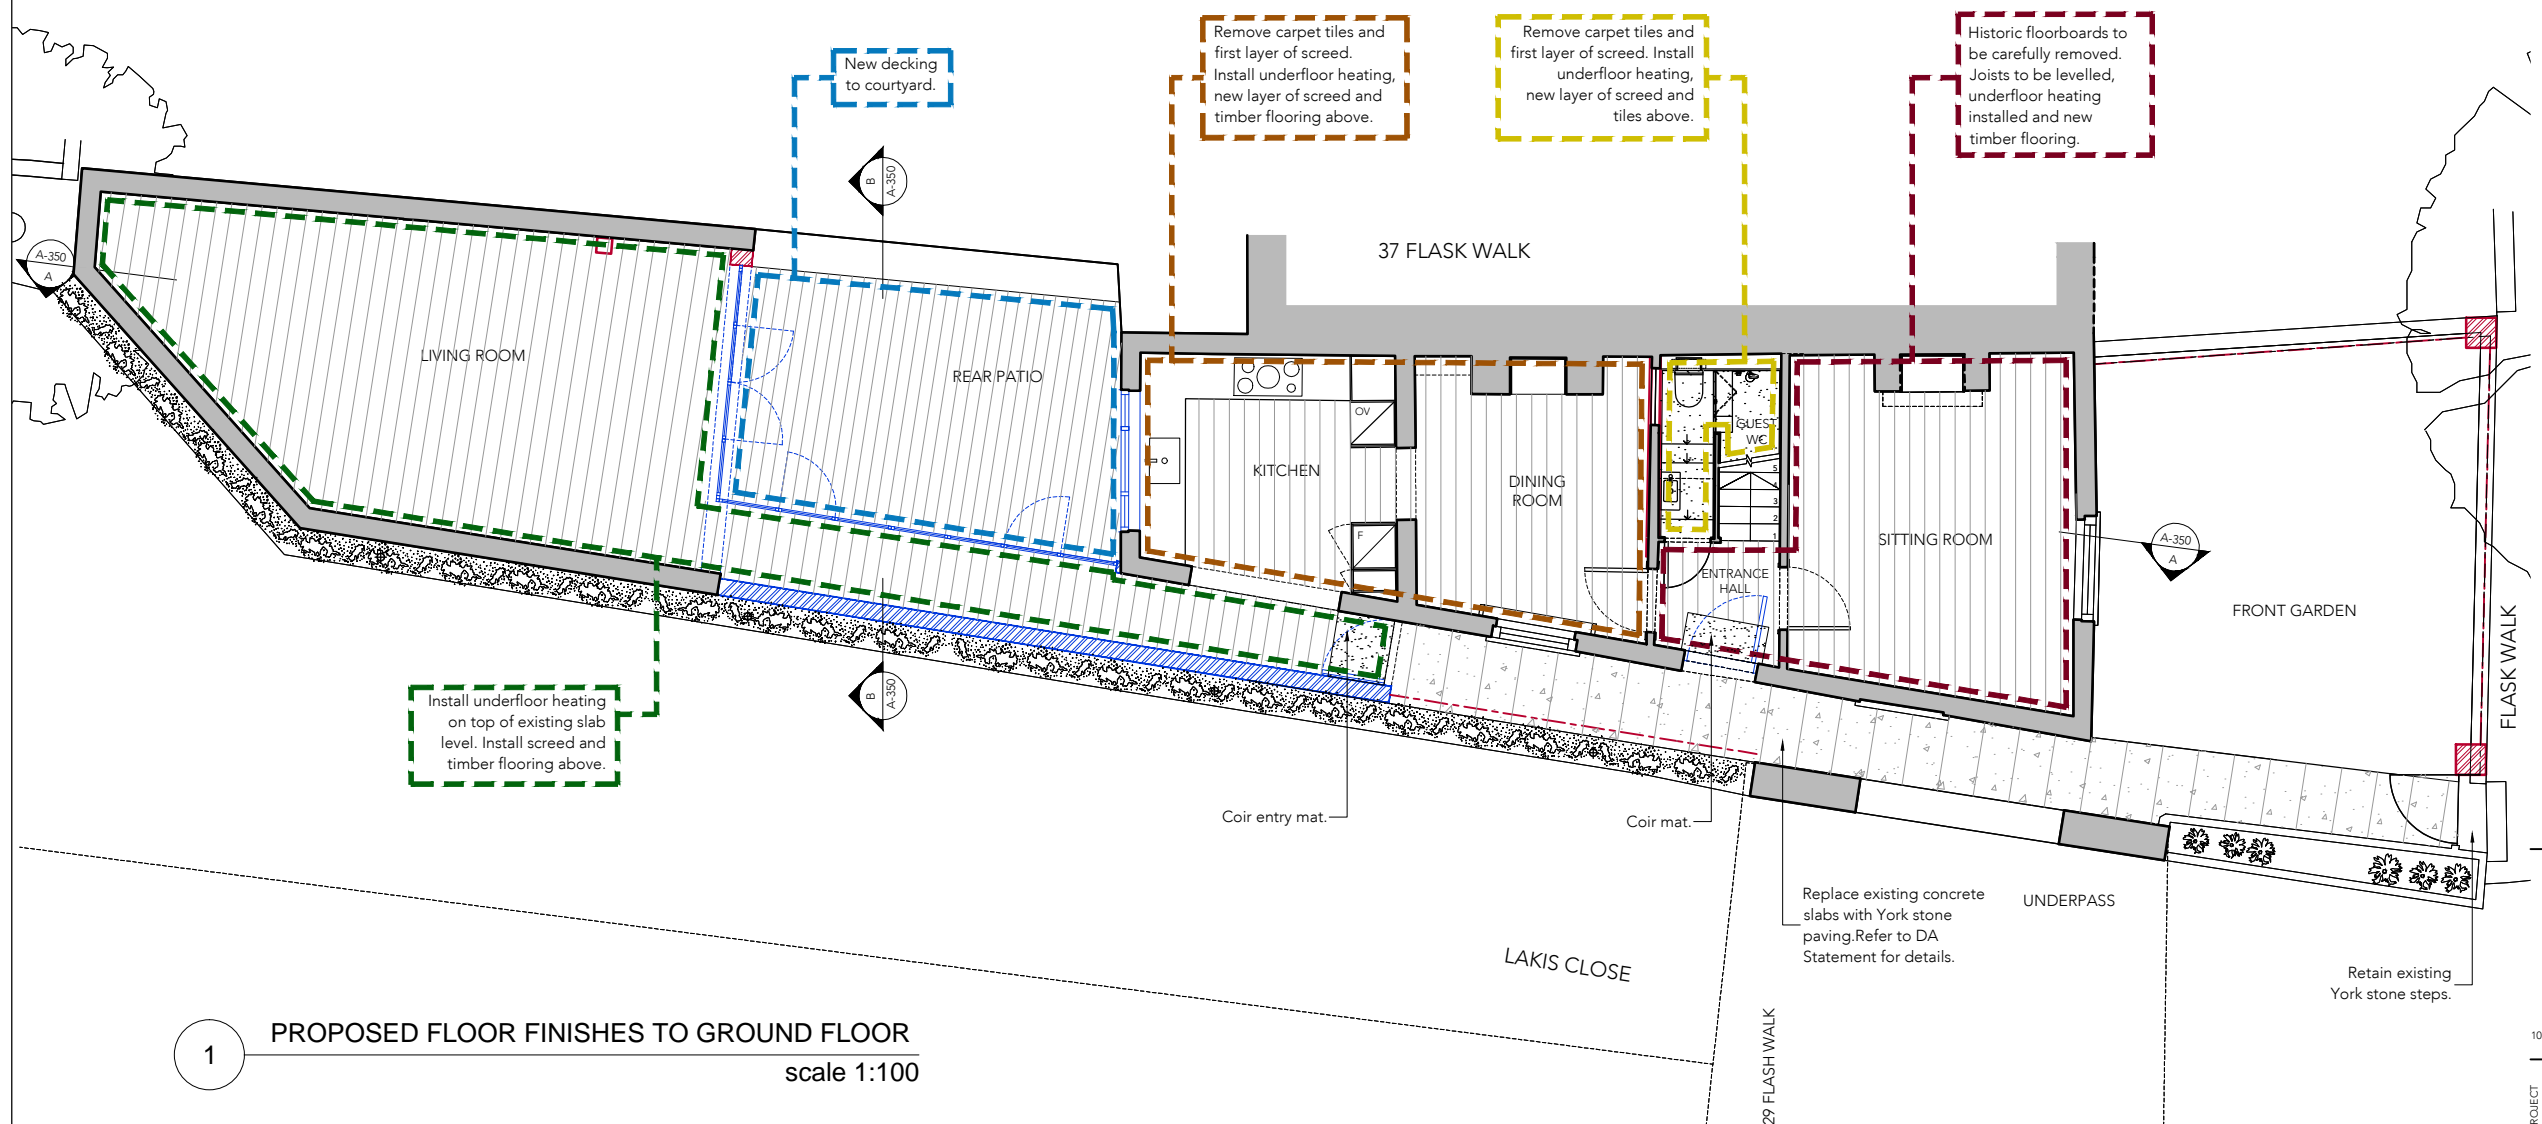 New decking
to courtyard.
Remove carpet tiles and
first layer of screed.
Install underfloor heating,
new layer of screed and
timber flooring above.
Remove carpet tiles and
first layer of screed. Install
underfloor heating,
new layer of screed and
tiles above.
Historic floorboards to
be carefully removed.
Joists to be levelled,
underfloor heating
installed and new
timber flooring.
B
A-350
37 FLASK WALK
A-350
A
LIVING ROOM
REAR PATIO
OV
KITCHEN
F
DINING
ROOM
GUEST
WC
5
4
3
2
1
ENTRANCE
HALL
SITTING ROOM
A-350
A
FRONT GARDEN
FLASK WALK
B
A-350
Install underfloor heating
on top of existing slab
level. Install screed and
timber flooring above.
Coir entry mat.
Coir mat.
Replace existing concrete
slabs with York stone
paving.Refer to DA
Statement for details.
UNDERPASS
LAKIS CLOSE
Retain existing
York stone steps.
29 FLASH WALK
1
PROPOSED FLOOR FINISHES TO GROUND FLOOR
scale 1:100
10
ROJECT